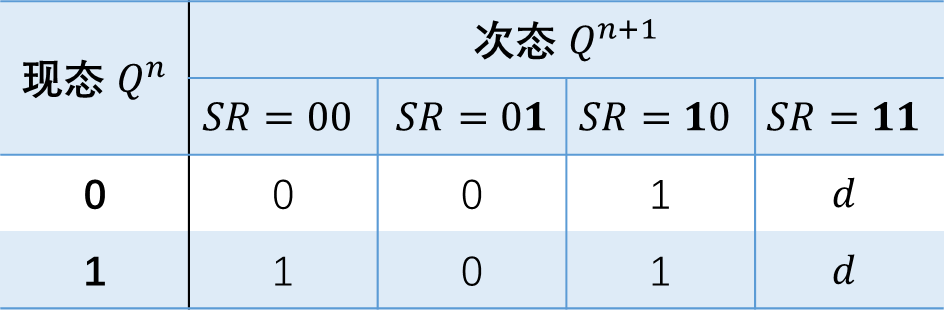 次态 Qⁿ⁺¹
现态 Qⁿ
SR = 00 SR = 01 SR = 10 SR = 11
0 0 0 1 d
1 1 0 1 d